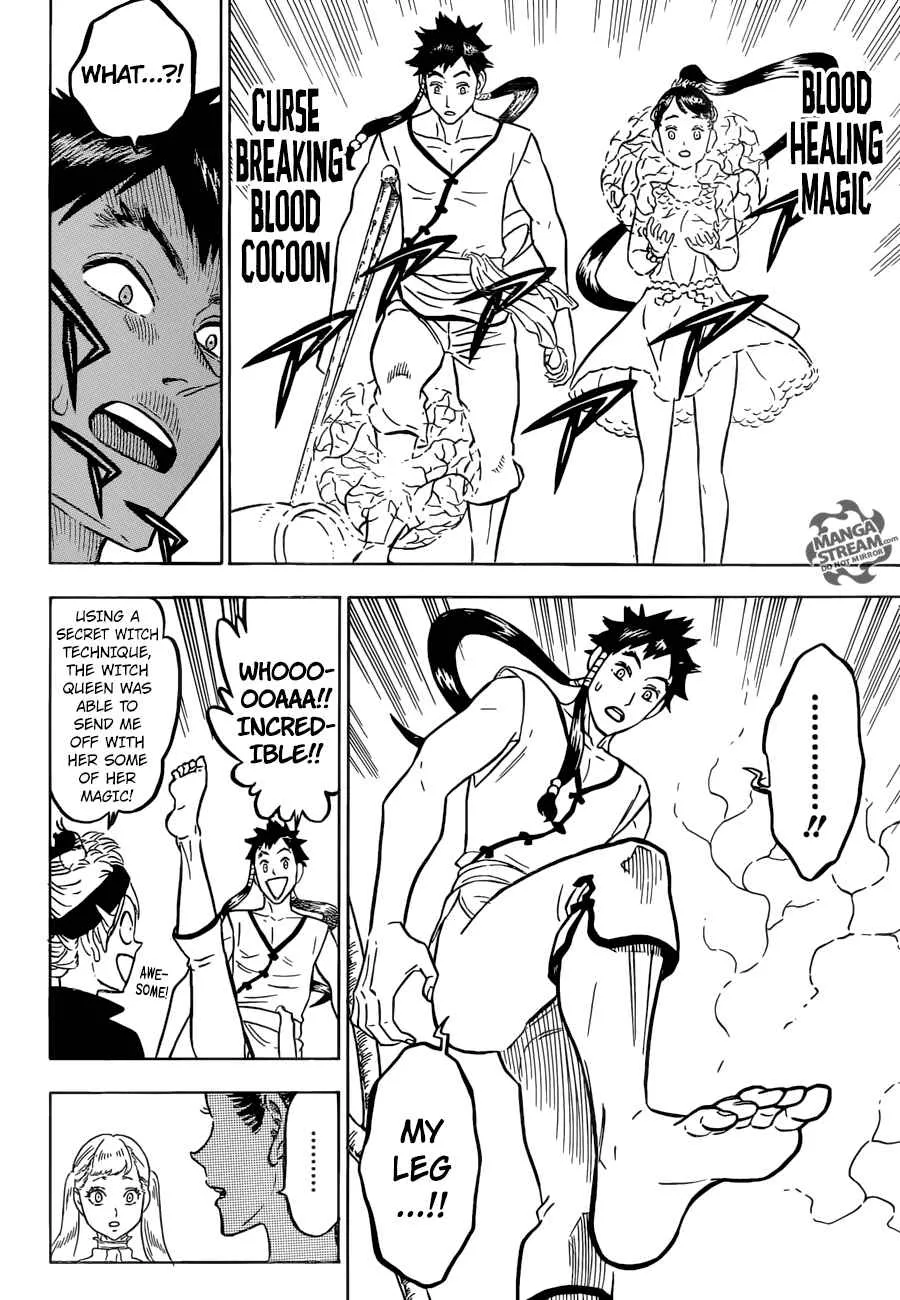 BLOOD
HEALING
MAGIC
CURSE
BREAKING
BLOOD
COCOON
WHAT...?!
MANGA
STREAM.com
DO NOT MIRROR
.........!!
MY
LEG
...!!
WHOOO-
OOAAA!!
INCRED-
IBLE!!
USING A
SECRET WITCH
TECHNIQUE,
THE WITCH
QUEEN WAS
ABLE TO
SEND ME
OFF WITH
HER SOME
OF HER
MAGIC!
AWE-
SOME!
........